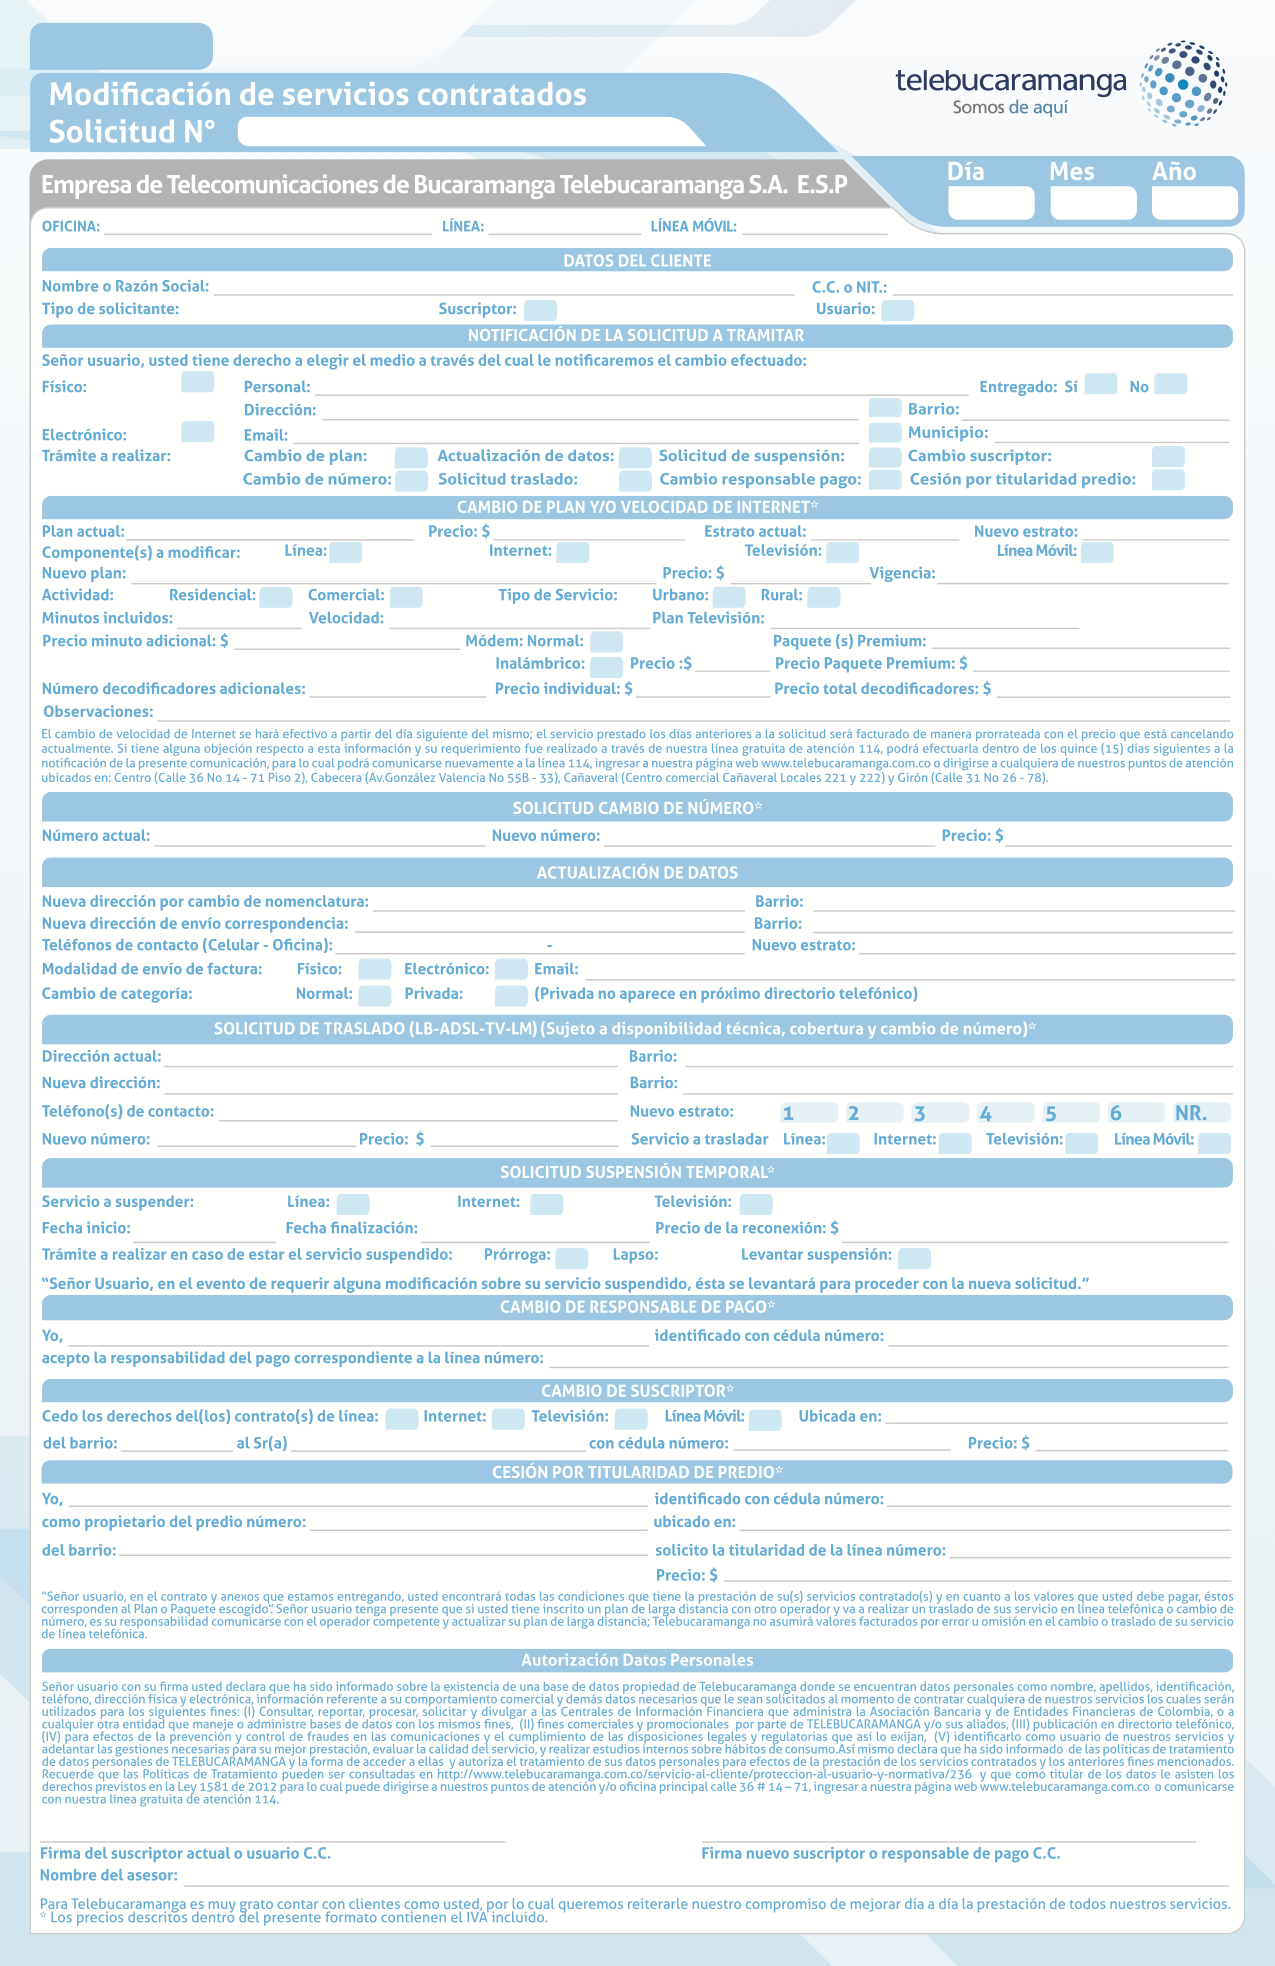 Modificación de servicios contratados
Solicitud N°
telebucaramanga
Somos de aquí
Día Mes Año
Empresa de Telecomunicaciones de Bucaramanga Telebucaramanga S.A. E.S.P
OFICINA: LÍNEA: LÍNEA MÓVIL:
DATOS DEL CLIENTE
Nombre o Razón Social: C.C. o NIT.:
Tipo de solicitante: Suscriptor: Usuario:
NOTIFICACIÓN DE LA SOLICITUD A TRAMITAR
Señor usuario, usted tiene derecho a elegir el medio a través del cual le notificaremos el cambio efectuado:
Físico: Personal: Entregado: Sí No
Dirección: Barrio:
Electrónico: Email: Municipio:
Trámite a realizar: Cambio de plan: Actualización de datos: Solicitud de suspensión: Cambio suscriptor:
Cambio de número: Solicitud traslado: Cambio responsable pago: Cesión por titularidad predio:
CAMBIO DE PLAN Y/O VELOCIDAD DE INTERNET*
Plan actual: Precio: $ Estrato actual: Nuevo estrato:
Componente(s) a modificar: Línea: Internet: Televisión: Línea Móvil:
Nuevo plan: Precio: $ Vigencia:
Actividad: Residencial: Comercial: Tipo de Servicio: Urbano: Rural:
Minutos incluidos: Velocidad: Plan Televisión:
Precio minuto adicional: $ Módem: Normal: Paquete (s) Premium:
Inalámbrico: Precio :$ Precio Paquete Premium: $
Número decodificadores adicionales: Precio individual: $ Precio total decodificadores: $
Observaciones:
El cambio de velocidad de Internet se hará efectivo a partir del día siguiente del mismo; el servicio prestado los días anteriores a la solicitud será facturado de manera prorrateada con el precio que está cancelando
actualmente. Si tiene alguna objeción respecto a esta información y su requerimiento fue realizado a través de nuestra línea gratuita de atención 114, podrá efectuarla dentro de los quince (15) días siguientes a la
notificación de la presente comunicación, para lo cual podrá comunicarse nuevamente a la línea 114, ingresar a nuestra página web www.telebucaramanga.com.co o dirigirse a cualquiera de nuestros puntos de atención
ubicados en: Centro (Calle 36 No 14 - 71 Piso 2), Cabecera (Av.González Valencia No 55B - 33), Cañaveral (Centro comercial Cañaveral Locales 221 y 222) y Girón (Calle 31 No 26 - 78).
SOLICITUD CAMBIO DE NÚMERO*
Número actual: Nuevo número: Precio: $
ACTUALIZACIÓN DE DATOS
Nueva dirección por cambio de nomenclatura: Barrio:
Nueva dirección de envío correspondencia: Barrio:
Teléfonos de contacto (Celular - Oficina): - Nuevo estrato:
Modalidad de envío de factura: Físico: Electrónico: Email:
Cambio de categoría: Normal: Privada: (Privada no aparece en próximo directorio telefónico)
SOLICITUD DE TRASLADO (LB-ADSL-TV-LM) (Sujeto a disponibilidad técnica, cobertura y cambio de número)*
Dirección actual: Barrio:
Nueva dirección: Barrio:
Teléfono(s) de contacto: Nuevo estrato: 1 2 3 4 5 6 NR.
Nuevo número: Precio: $ Servicio a trasladar Línea: Internet: Televisión: Línea Móvil:
SOLICITUD SUSPENSIÓN TEMPORAL*
Servicio a suspender: Línea: Internet: Televisión:
Fecha inicio: Fecha finalización: Precio de la reconexión: $
Trámite a realizar en caso de estar el servicio suspendido: Prórroga: Lapso: Levantar suspensión:
“Señor Usuario, en el evento de requerir alguna modificación sobre su servicio suspendido, ésta se levantará para proceder con la nueva solicitud.”
CAMBIO DE RESPONSABLE DE PAGO*
Yo, identificado con cédula número:
acepto la responsabilidad del pago correspondiente a la línea número:
CAMBIO DE SUSCRIPTOR*
Cedo los derechos del(los) contrato(s) de línea: Internet: Televisión: Línea Móvil: Ubicada en:
del barrio: al Sr(a) con cédula número: Precio: $
CESIÓN POR TITULARIDAD DE PREDIO*
Yo, identificado con cédula número:
como propietario del predio número: ubicado en:
del barrio: solicito la titularidad de la línea número:
Precio: $
“Señor usuario, en el contrato y anexos que estamos entregando, usted encontrará todas las condiciones que tiene la prestación de su(s) servicios contratado(s) y en cuanto a los valores que usted debe pagar, éstos
corresponden al Plan o Paquete escogido”. Señor usuario tenga presente que si usted tiene inscrito un plan de larga distancia con otro operador y va a realizar un traslado de sus servicio en línea telefónica o cambio de
número, es su responsabilidad comunicarse con el operador competente y actualizar su plan de larga distancia; Telebucaramanga no asumirá valores facturados por error u omisión en el cambio o traslado de su servicio
de línea telefónica.
Autorización Datos Personales
Señor usuario con su firma usted declara que ha sido informado sobre la existencia de una base de datos propiedad de Telebucaramanga donde se encuentran datos personales como nombre, apellidos, identificación,
teléfono, dirección física y electrónica, información referente a su comportamiento comercial y demás datos necesarios que le sean solicitados al momento de contratar cualquiera de nuestros servicios los cuales serán
utilizados para los siguientes fines: (I) Consultar, reportar, procesar, solicitar y divulgar a las Centrales de Información Financiera que administra la Asociación Bancaria y de Entidades Financieras de Colombia, o a
cualquier otra entidad que maneje o administre bases de datos con los mismos fines, (II) fines comerciales y promocionales por parte de TELEBUCARAMANGA y/o sus aliados, (III) publicación en directorio telefónico,
(IV) para efectos de la prevención y control de fraudes en las comunicaciones y el cumplimiento de las disposiciones legales y regulatorias que así lo exijan, (V) identificarlo como usuario de nuestros servicios y
adelantar las gestiones necesarias para su mejor prestación, evaluar la calidad del servicio, y realizar estudios internos sobre hábitos de consumo.Así mismo declara que ha sido informado de las políticas de tratamiento
de datos personales de TELEBUCARAMANGA y la forma de acceder a ellas y autoriza el tratamiento de sus datos personales para efectos de la prestación de los servicios contratados y los anteriores fines mencionados.
Recuerde que las Políticas de Tratamiento pueden ser consultadas en http://www.telebucaramanga.com.co/servicio-al-cliente/proteccion-al-usuario-y-normativa/236 y que como titular de los datos le asisten los
derechos previstos en la Ley 1581 de 2012 para lo cual puede dirigirse a nuestros puntos de atención y/o oficina principal calle 36 # 14 – 71, ingresar a nuestra página web www.telebucaramanga.com.co o comunicarse
con nuestra línea gratuita de atención 114.
Firma del suscriptor actual o usuario C.C. Firma nuevo suscriptor o responsable de pago C.C.
Nombre del asesor:
Para Telebucaramanga es muy grato contar con clientes como usted, por lo cual queremos reiterarle nuestro compromiso de mejorar día a día la prestación de todos nuestros servicios.
* Los precios descritos dentro del presente formato contienen el IVA incluido.